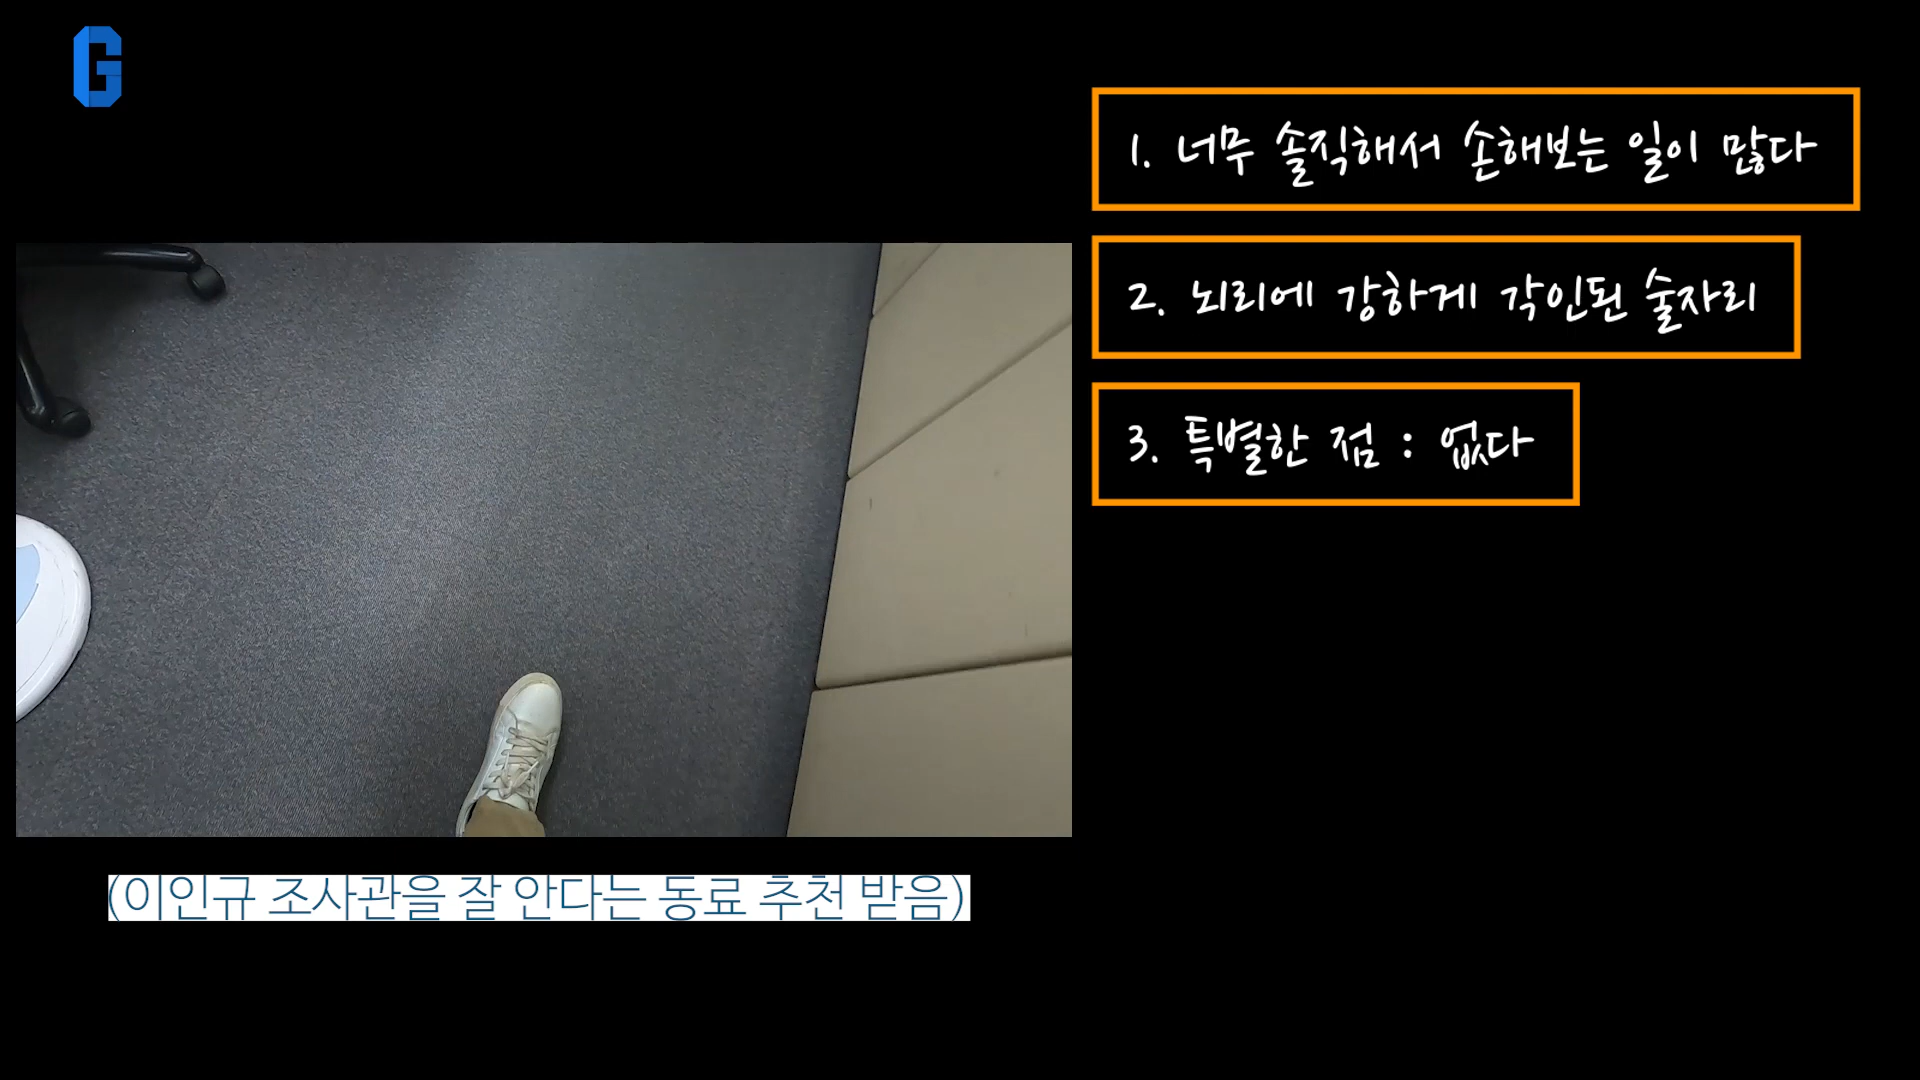 G
1. 너무 솔직해서 손해보는 일이 많다
2. 뇌리에 강하게 각인된 술자리
3. 특별한 점 : 없다
(이인규 조사관을 잘 안다는 동료 추천 받음)